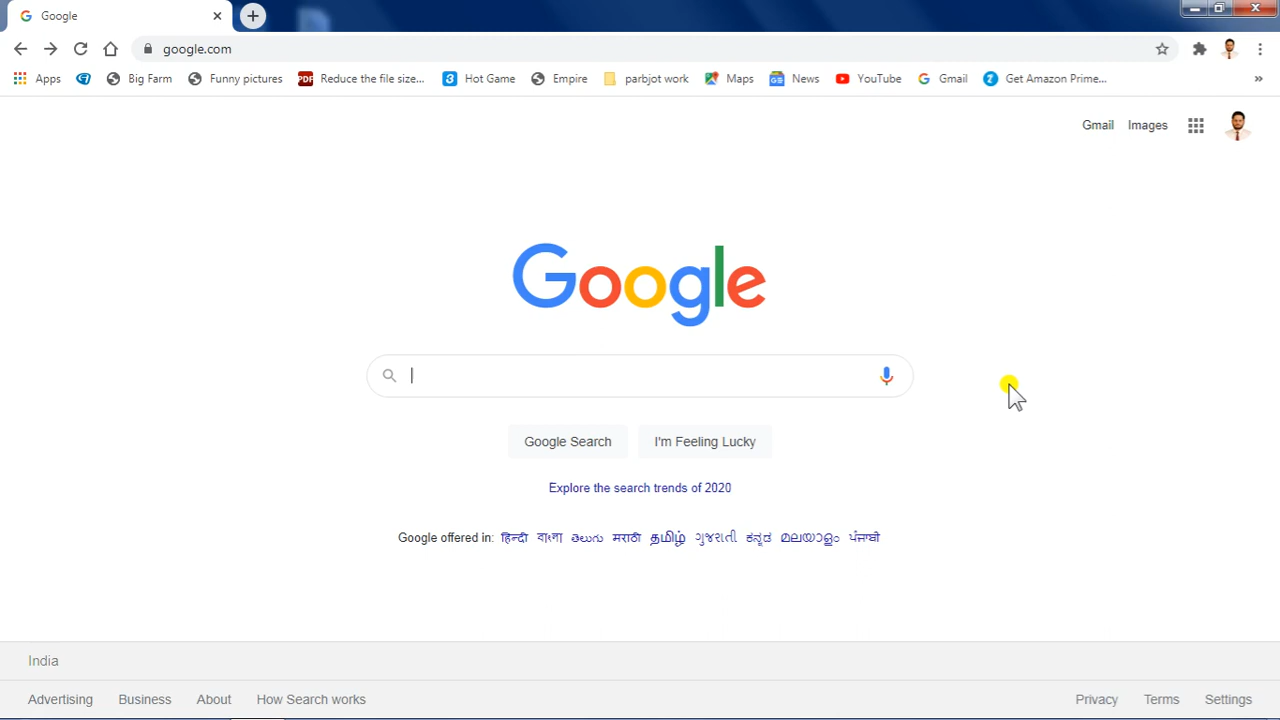 Google
google.com
Apps Big Farm Funny pictures PDF Reduce the file size... 3 Hot Game Empire parbjot work Maps News YouTube Gmail Get Amazon Prime...
Gmail Images
Google
Google Search I'm Feeling Lucky
Explore the search trends of 2020
Google offered in: हिन्दी বাংলা తెలుగు मराठी தமிழ் ગુજરાતી ಕನ್ನಡ മലയാളം ਪੰਜਾਬੀ
India
Advertising Business About How Search works Privacy Terms Settings